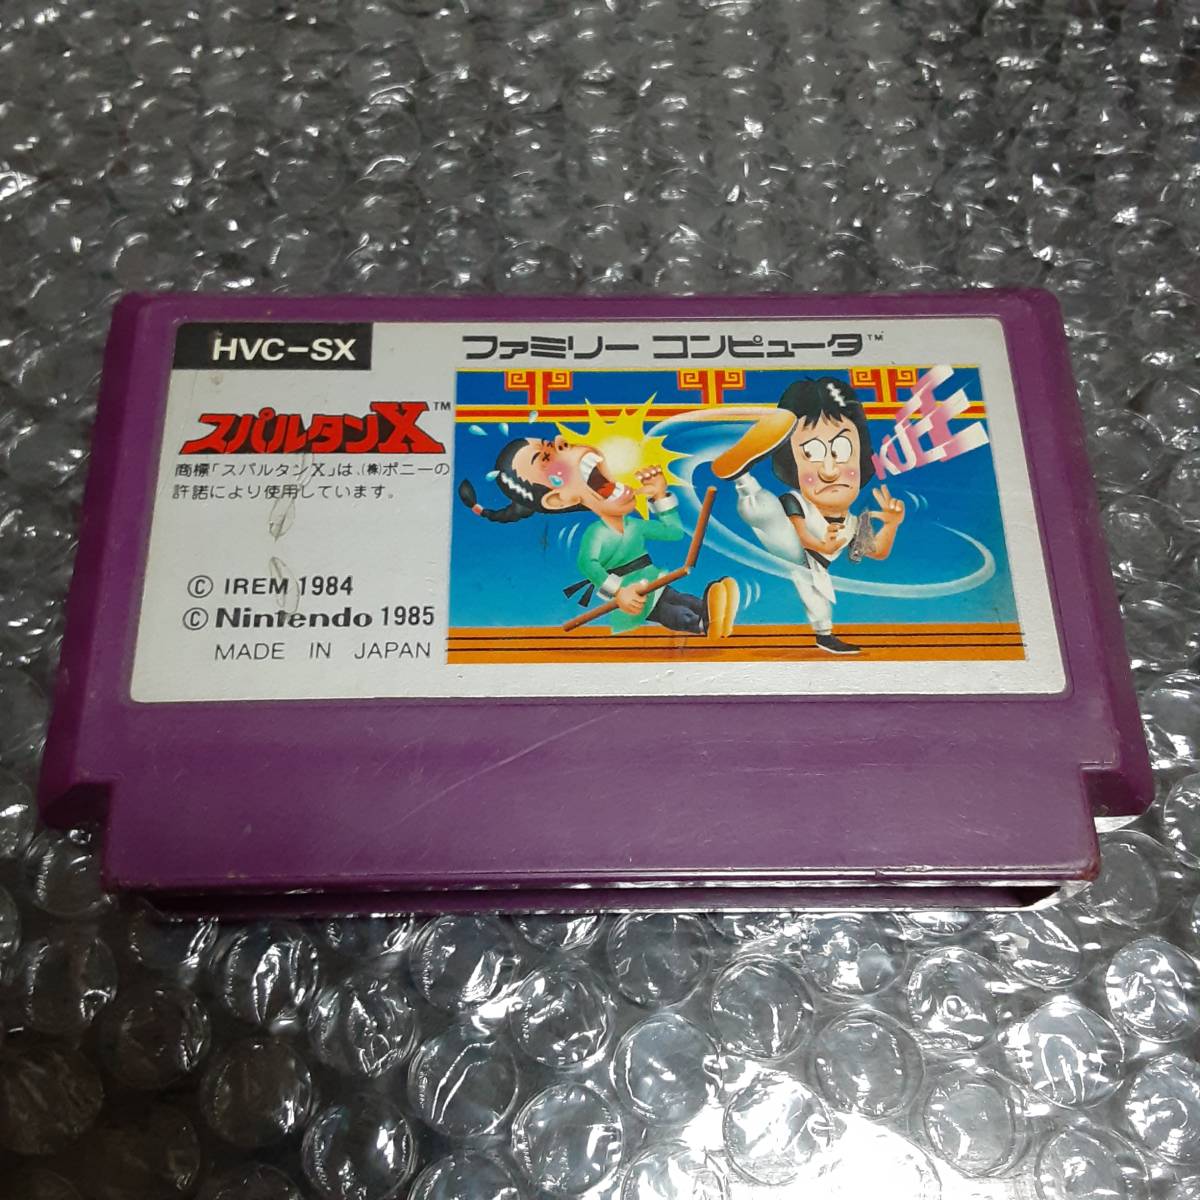 HVC-SX
ファミリー コンピュータ™
スパルタンX™
商標「スパルタンX」は、(株)ポニーの
許諾により使用しています。
© IREM 1984
© Nintendo 1985
MADE IN JAPAN